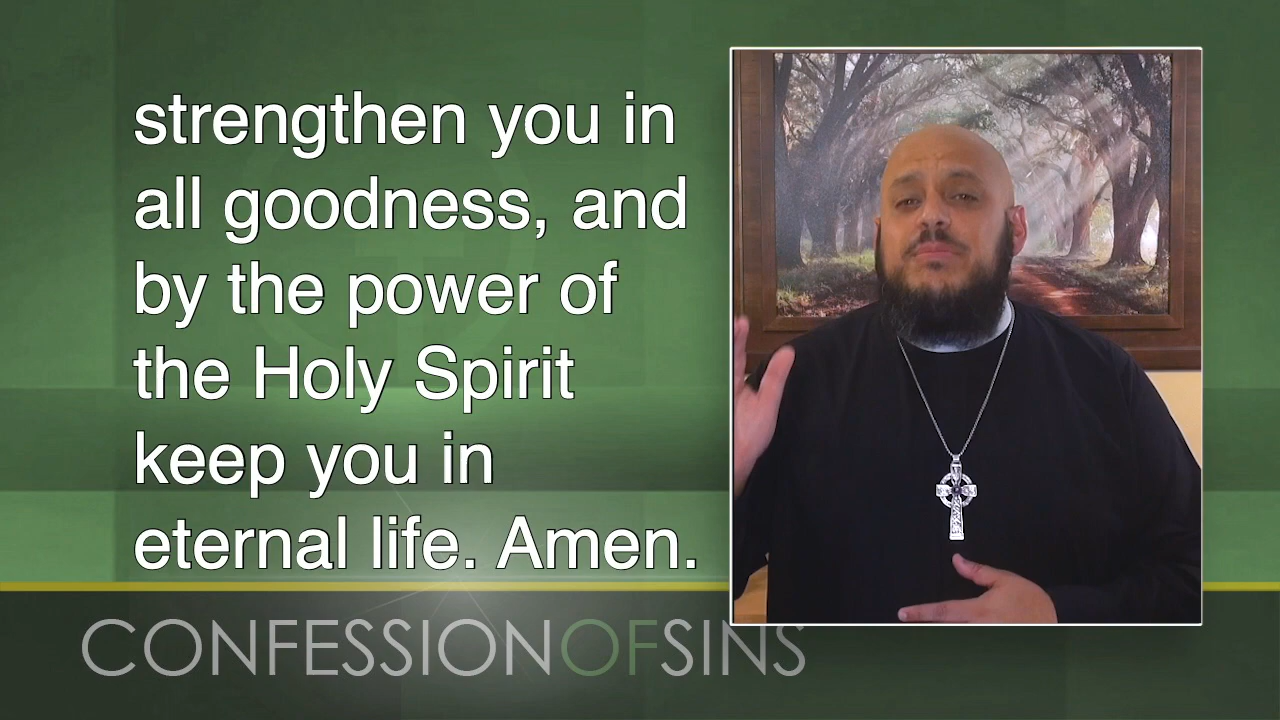 strengthen you in
all goodness, and
by the power of
the Holy Spirit
keep you in
eternal life. Amen.
CONFESSIONOFSINS